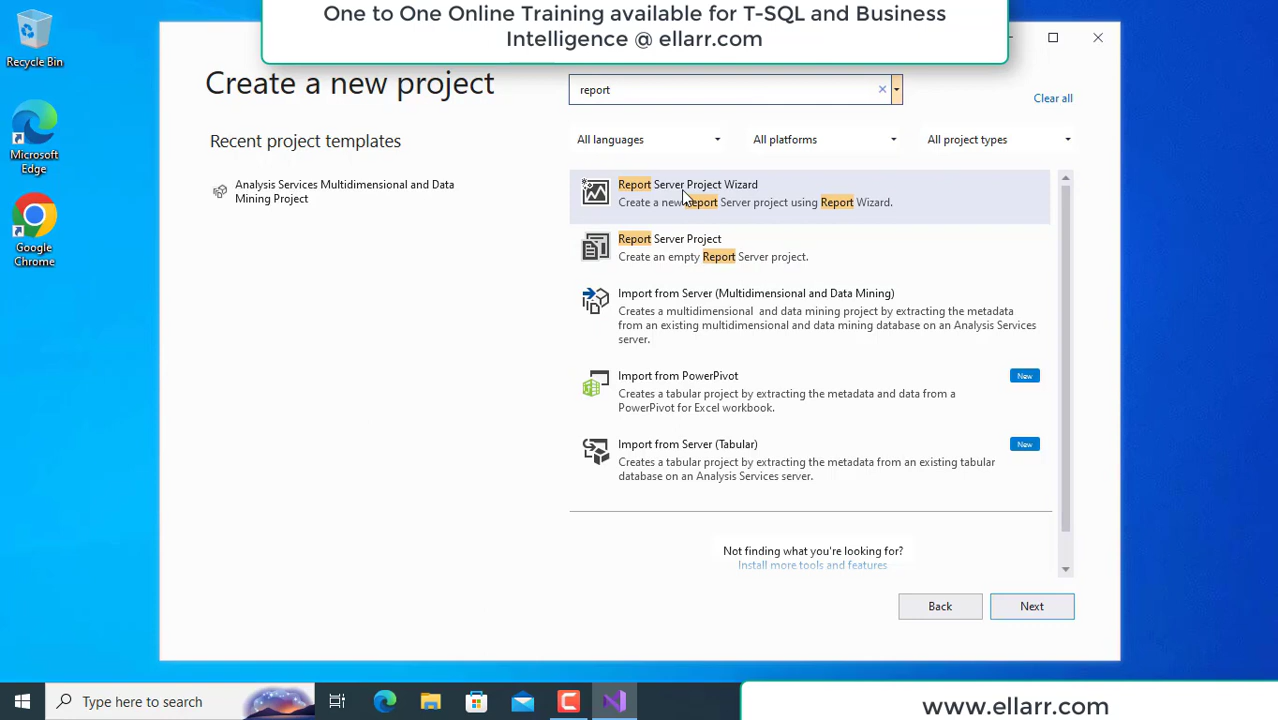 One to One Online Training available for T-SQL and Business
Intelligence @ ellarr.com
Recycle Bin
Microsoft
Edge
Google
Chrome
Create a new project
report
Clear all
Recent project templates
All languages
All platforms
All project types
Analysis Services Multidimensional and Data
Mining Project
Report Server Project Wizard
Create a new Report Server project using Report Wizard.
Report Server Project
Create an empty Report Server project.
Import from Server (Multidimensional and Data Mining)
Creates a multidimensional and data mining project by extracting the metadata
from an existing multidimensional and data mining database on an Analysis Services
server.
Import from PowerPivot
New
Creates a tabular project by extracting the metadata and data from a
PowerPivot for Excel workbook.
Import from Server (Tabular)
New
Creates a tabular project by extracting the metadata from an existing tabular
database on an Analysis Services server.
Not finding what you're looking for?
Install more tools and features
Back
Next
Type here to search
www.ellarr.com